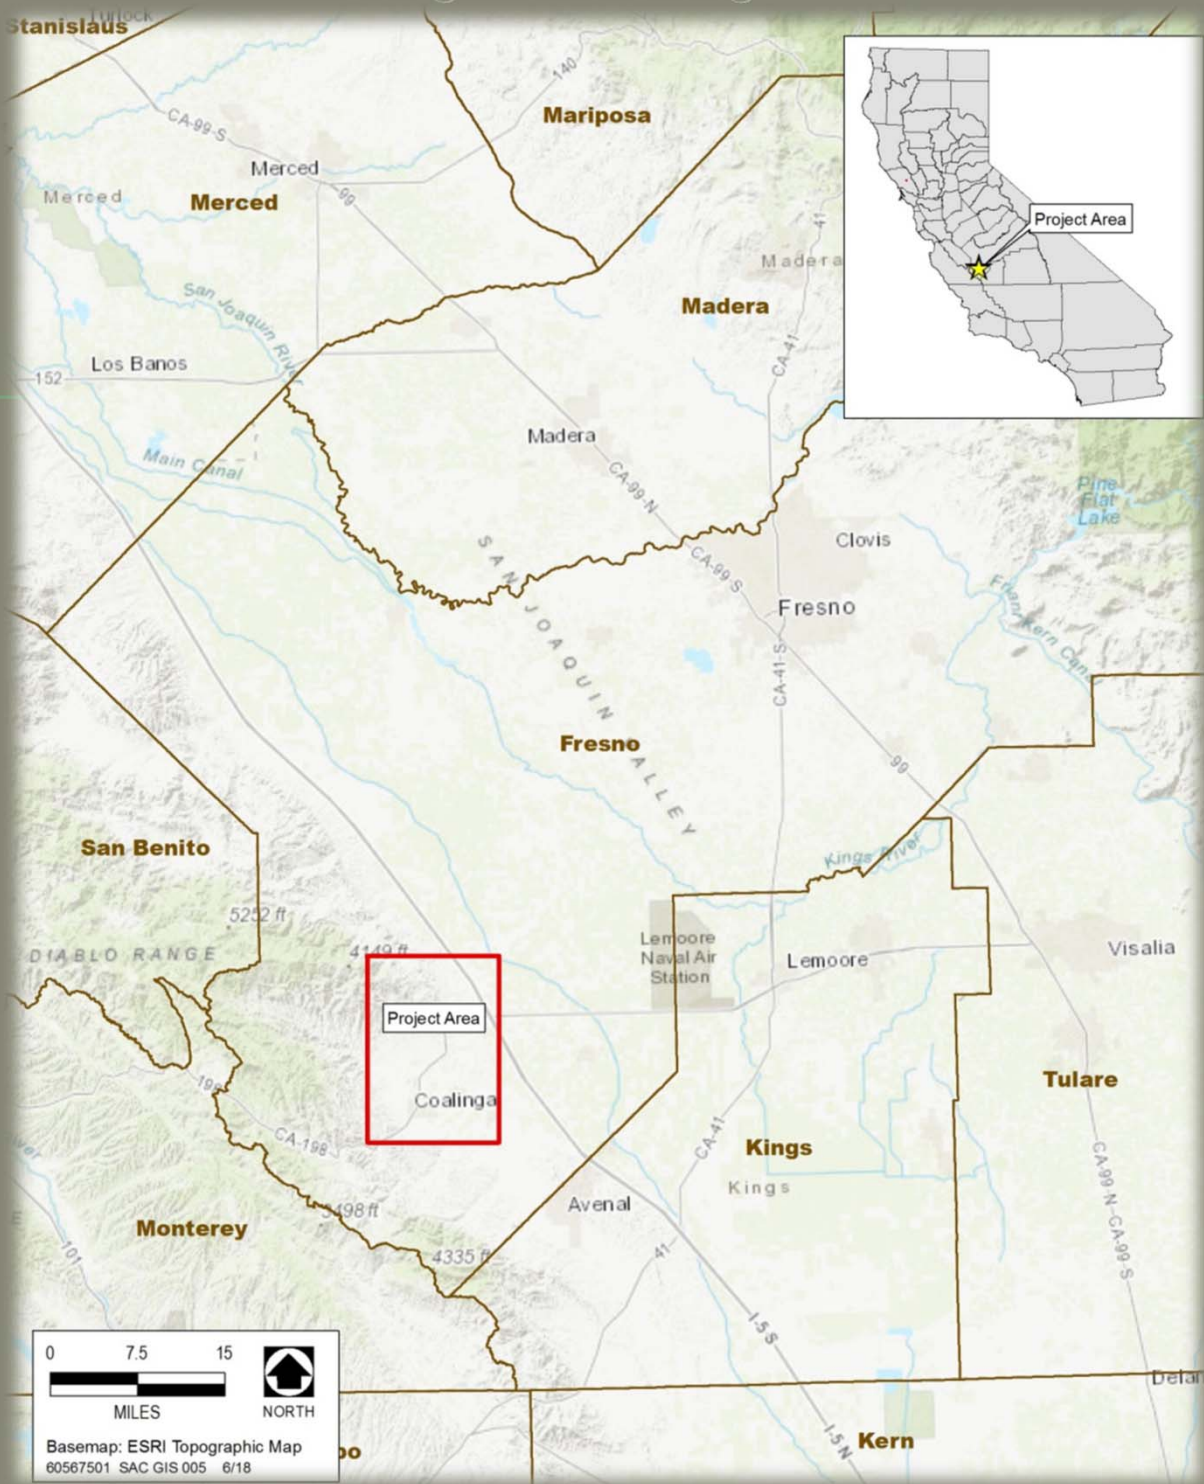 Stanislaus
Turlock
140
Mariposa
CA-99-S
Merced
99
Merced
Merced
Project Area
41
Madera
Madera
San Joaquin River
CA-41
Los Banos
152
Madera
Main Canal
CA-99-N
Pine
Flat
Lake
SAN JOAQUIN VALLEY
Clovis
CA-99 S
Friant Kern Canal
Fresno
CA-41-S
Fresno
99
San Benito
Kings River
5252 ft
DIABLO RANGE
4149 ft
Lemoore
Naval Air
Station
Lemoore
Visalia
Project Area
198
Coalinga
Tulare
CA-198
CA-41
Kings
Kings
CA-99-N-CA-99-S
Avenal
3498 ft
Monterey
4335 ft
101
41
I-5 S
0 7.5 15
MILES
NORTH
Basemap: ESRI Topographic Map
60567501 SAC GIS 005 6/18
I-5 N
Kern